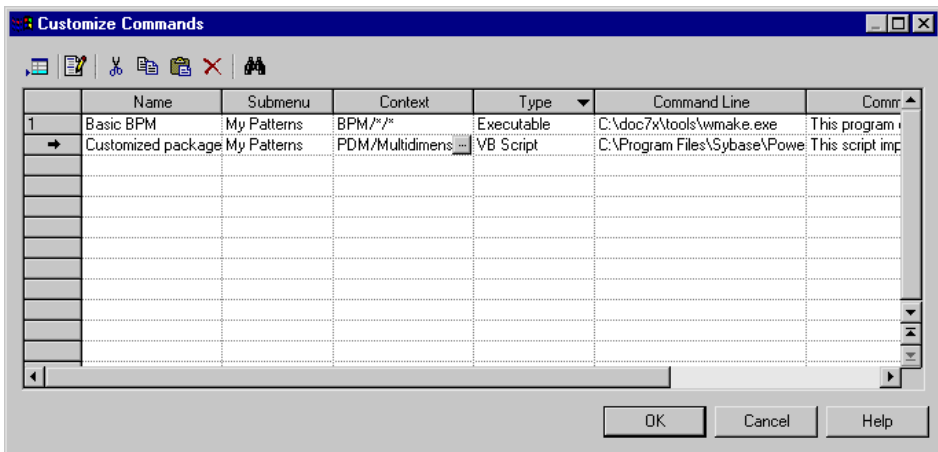 Customize Commands
Name Submenu Context Type Command Line Comm
1 Basic BPM My Patterns BPM/*/* Executable C:\doc7x\tools\wmake.exe This program
Customized package My Patterns PDM/Multidimens ... VB Script C:\Program Files\Sybase\Powe This script imp
OK Cancel Help